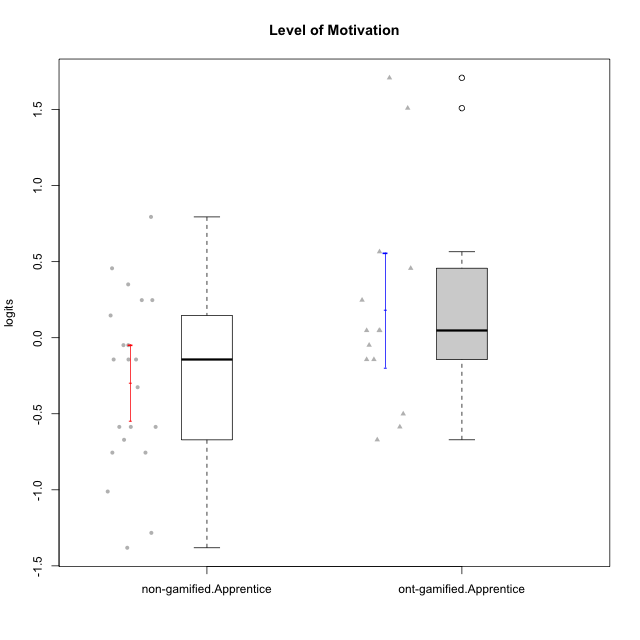 Level of Motivation
logits
1.5
1.0
0.5
0.0
-0.5
-1.0
-1.5
non-gamified.Apprentice
ont-gamified.Apprentice